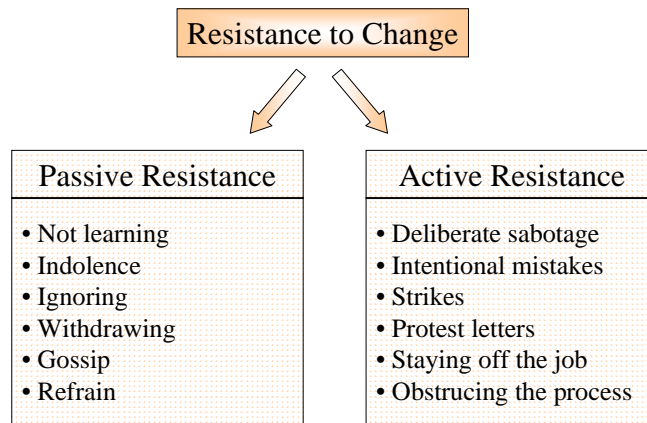 Resistance to Change
Passive Resistance
• Not learning
• Indolence
• Ignoring
• Withdrawing
• Gossip
• Refrain
Active Resistance
• Deliberate sabotage
• Intentional mistakes
• Strikes
• Protest letters
• Staying off the job
• Obstrucing the process